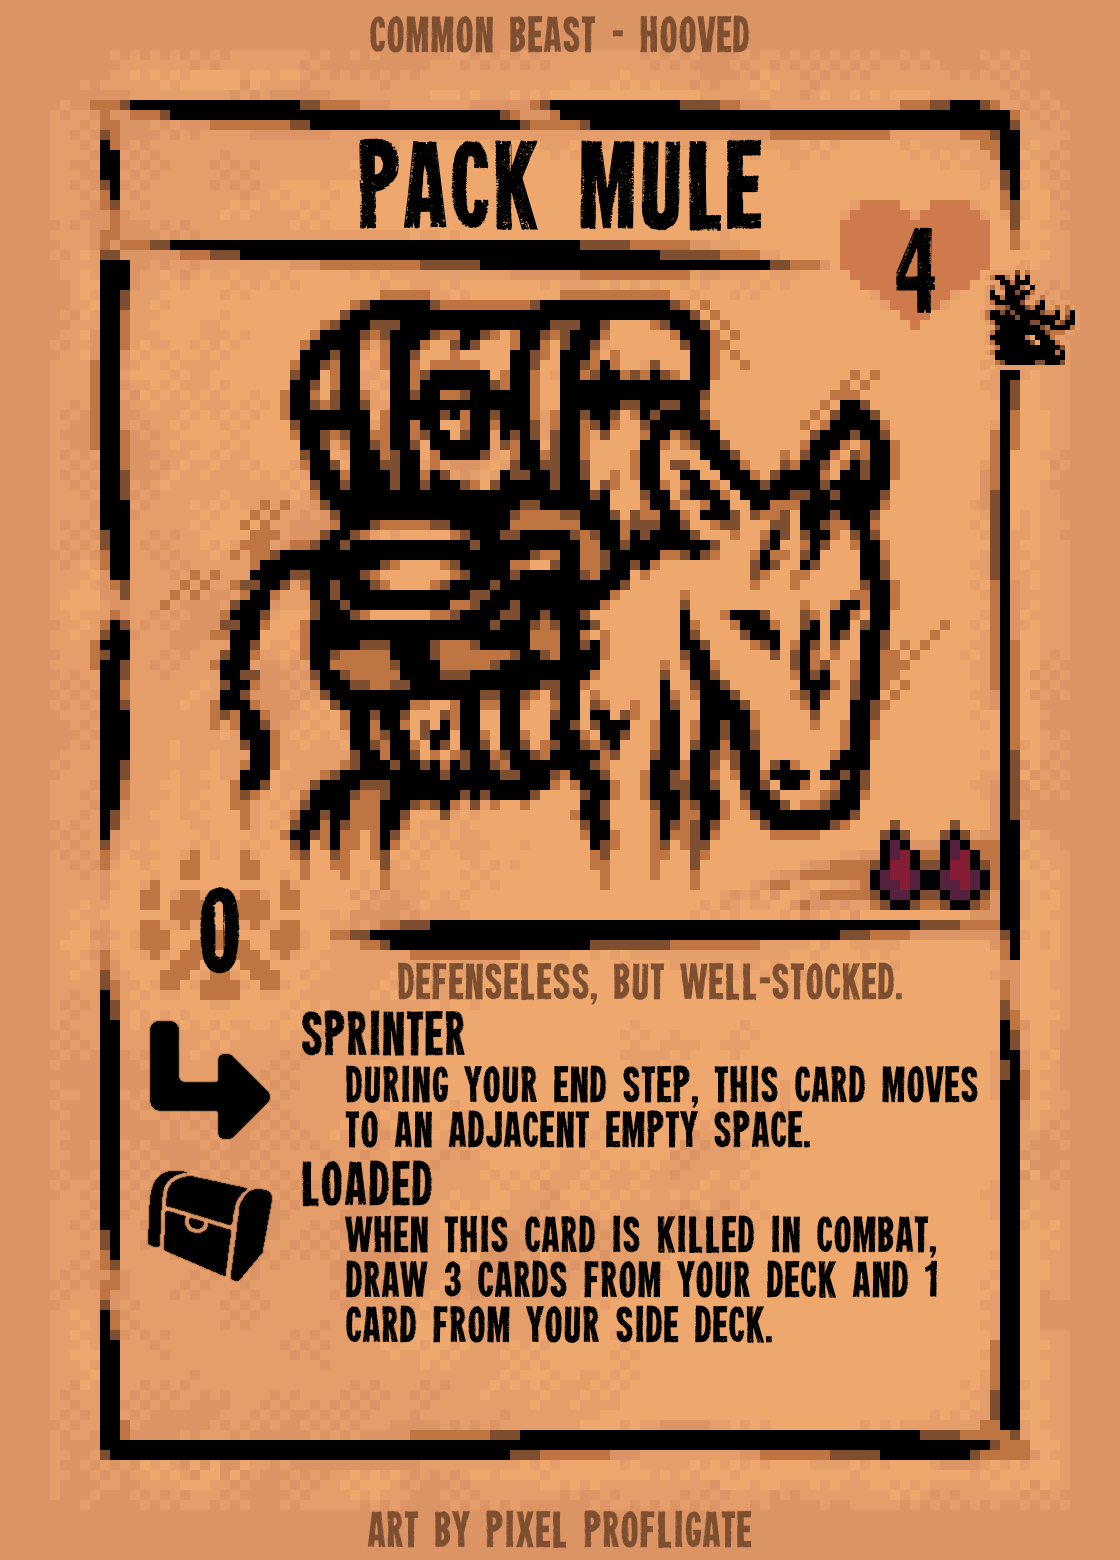 COMMON BEAST - HOOVED
PACK MULE
4
0
DEFENSELESS, BUT WELL-STOCKED.
SPRINTER
DURING YOUR END STEP, THIS CARD MOVES
TO AN ADJACENT EMPTY SPACE.
LOADED
WHEN THIS CARD IS KILLED IN COMBAT,
DRAW 3 CARDS FROM YOUR DECK AND 1
CARD FROM YOUR SIDE DECK.
ART BY PIXEL PROFLIGATE